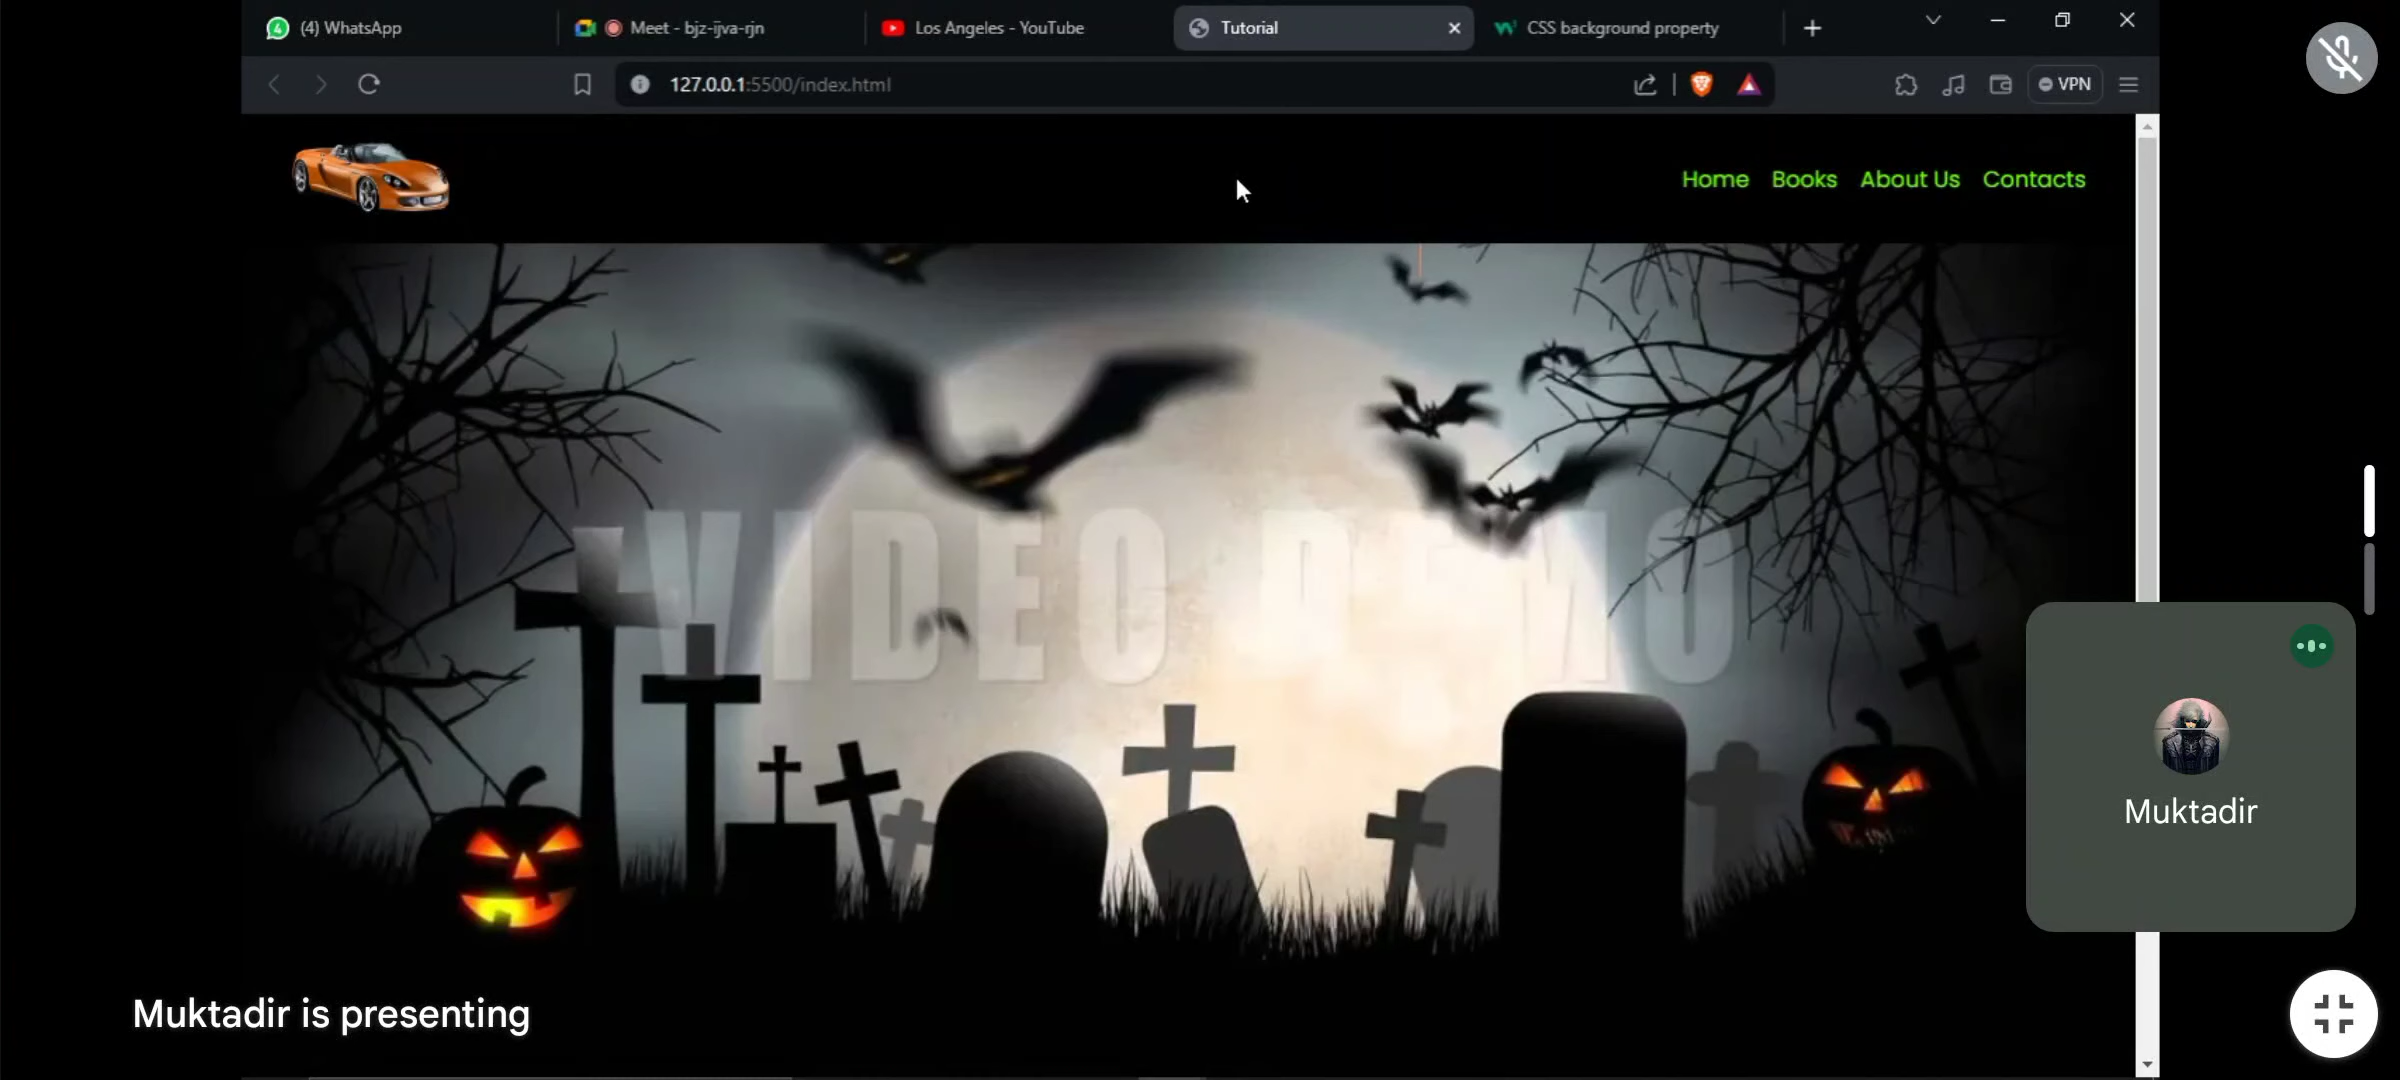 (4) WhatsApp
Meet - bjz-ijva-rjn
Los Angeles - YouTube
Tutorial
CSS background property
127.0.0.1:5500/index.html
VPN
Home Books About Us Contacts
VIDEO DEMO
Muktadir
Muktadir is presenting